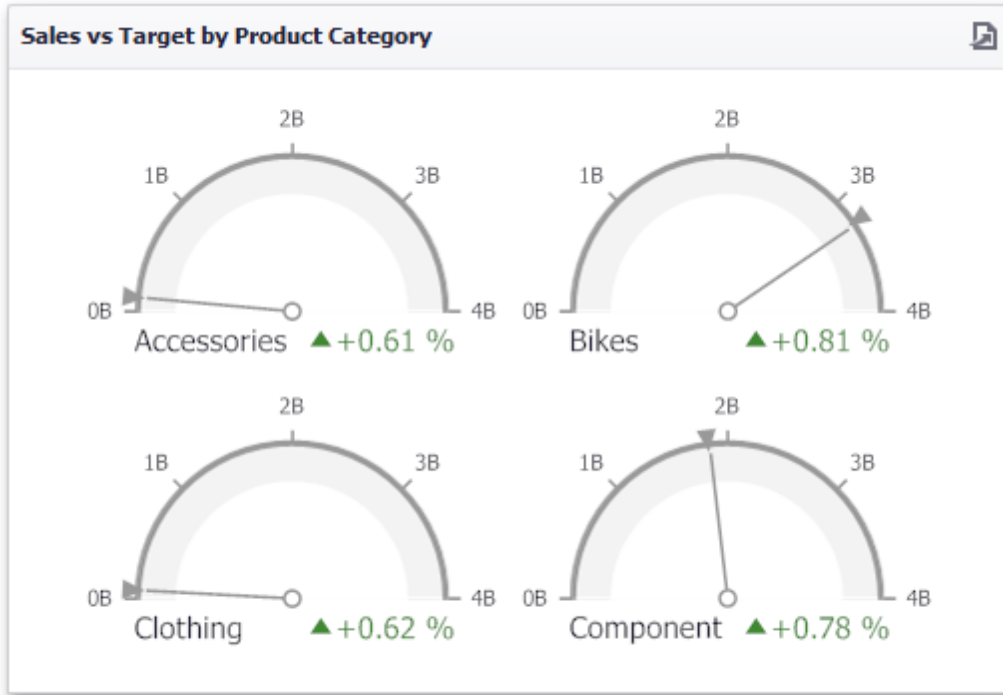 Sales vs Target by Product Category
2B
1B
3B
0B
4B
Accessories ▲+0.61 %
2B
1B
3B
0B
4B
Bikes ▲+0.81 %
2B
1B
3B
0B
4B
Clothing ▲+0.62 %
2B
1B
3B
0B
4B
Component ▲+0.78 %